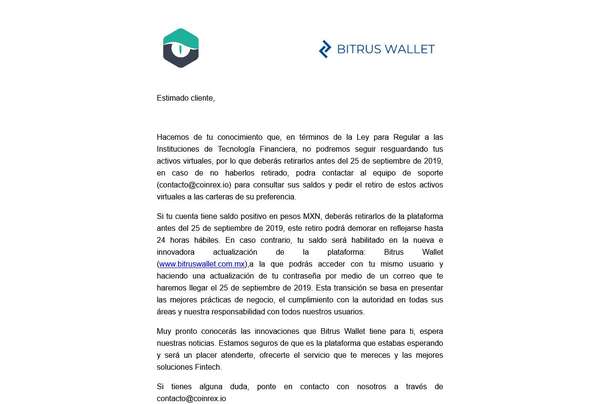 BITRUS WALLET
Estimado cliente,
Hacemos de tu conocimiento que, en términos de la Ley para Regular a las
Instituciones de Tecnología Financiera, no podremos seguir resguardando tus
activos virtuales, por lo que deberás retirarlos antes del 25 de septiembre de 2019,
en caso de no haberlos retirado, podra contactar al equipo de soporte
(contacto@coinrex.io) para consultar sus saldos y pedir el retiro de estos activos
virtuales a las carteras de su preferencia.
Si tu cuenta tiene saldo positivo en pesos MXN, deberás retirarlos de la plataforma
antes del 25 de septiembre de 2019, este retiro podrá demorar en reflejarse hasta
24 horas hábiles. En caso contrario, tu saldo será habilitado en la nueva e
innovadora actualización de la plataforma: Bitrus Wallet
(www.bitruswallet.com.mx),a la que podrás acceder con tu mismo usuario y
haciendo una actualización de tu contraseña por medio de un correo que te
haremos llegar el 25 de septiembre de 2019. Esta transición se basa en presentar
las mejores prácticas de negocio, el cumplimiento con la autoridad en todas sus
áreas y nuestra responsabilidad con todos nuestros usuarios.
Muy pronto conocerás las innovaciones que Bitrus Wallet tiene para ti, espera
nuestras noticias. Estamos seguros de que es la plataforma que estabas esperando
y será un placer atenderte, ofrecerte el servicio que te mereces y las mejores
soluciones Fintech.
Si tienes alguna duda, ponte en contacto con nosotros a través de
contacto@coinrex.io